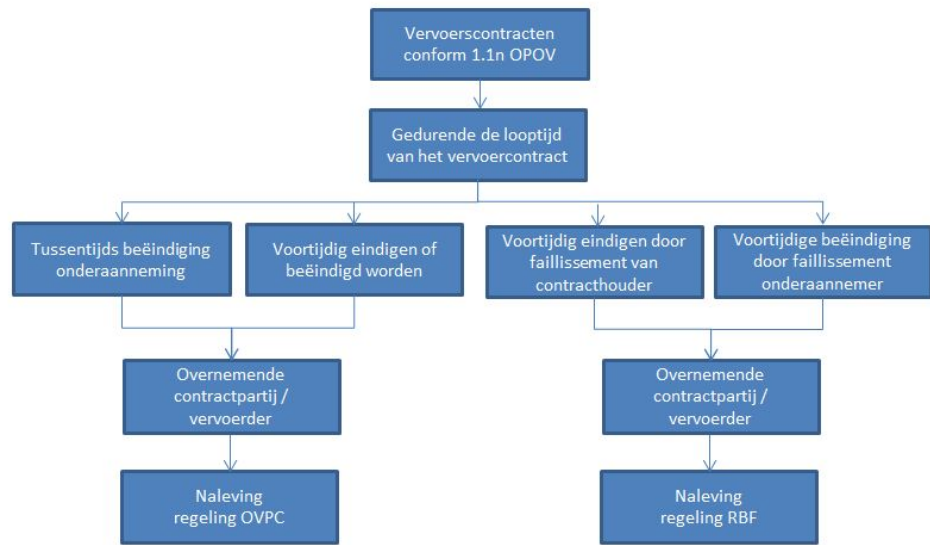 Vervoerscontracten
conform 1.1n OPOV
Gedurende de looptijd
van het vervoercontract
Tussentijds beëindiging
onderaanneming
Voortijdig eindigen of
beëindigd worden
Voortijdig eindigen door
faillissement van
contracthouder
Voortijdige beëindiging
door faillissement
onderaannemer
Overnemende
contractpartij /
vervoerder
Overnemende
contractpartij /
vervoerder
Naleving
regeling OVPC
Naleving
regeling RBF